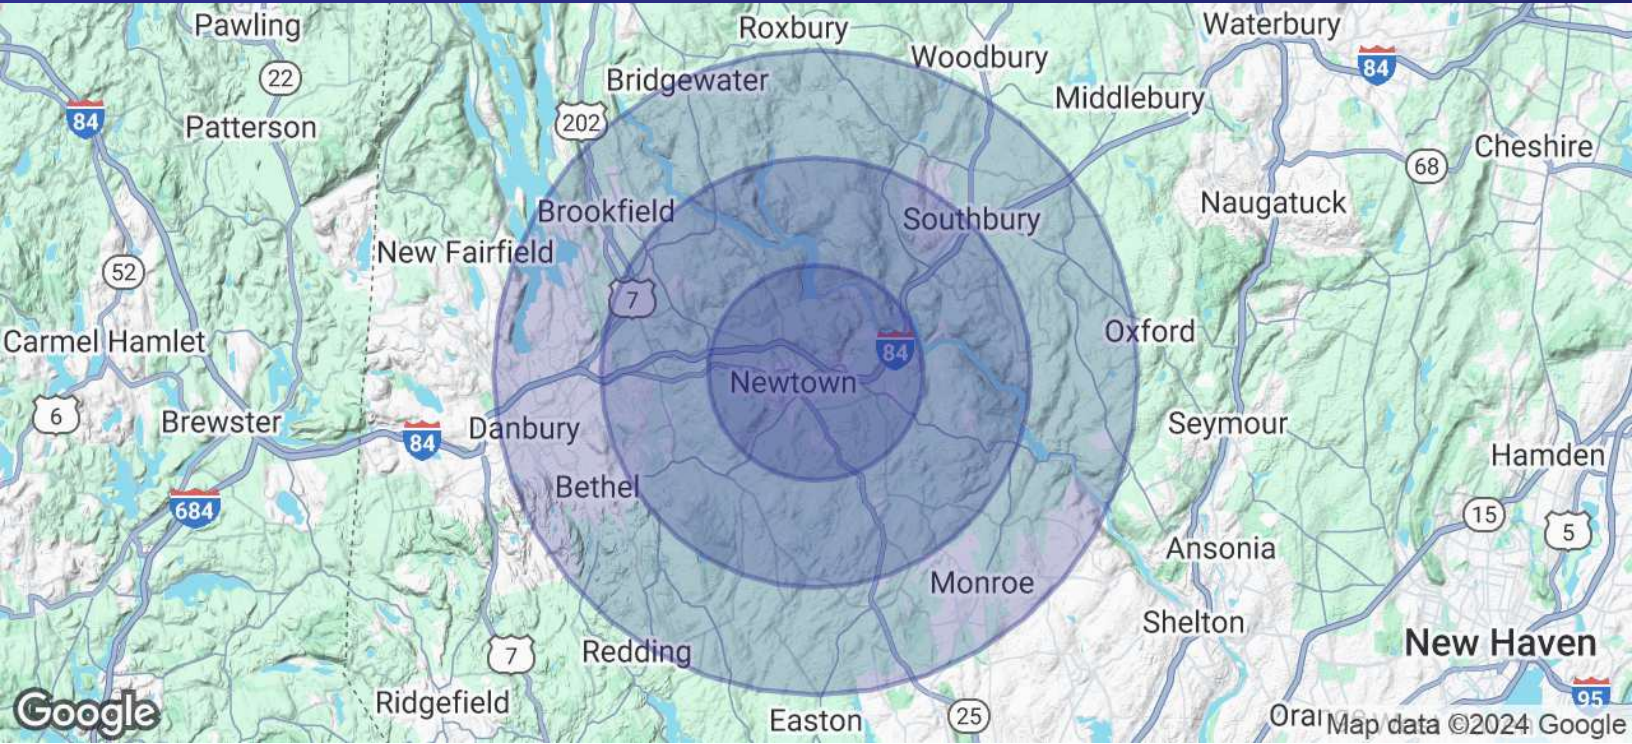 Pawling
Roxbury
Waterbury
Woodbury
84
22
Bridgewater
Middlebury
84
Patterson
202
Cheshire
68
Naugatuck
Brookfield
Southbury
New Fairfield
52
7
Oxford
Carmel Hamlet
84
Newtown
6
Brewster
Danbury
Seymour
84
Hamden
Bethel
684
15
5
Ansonia
Monroe
Shelton
Redding
7
New Haven
Ridgefield
95
Google
Easton
25
Map data ©2024 Google